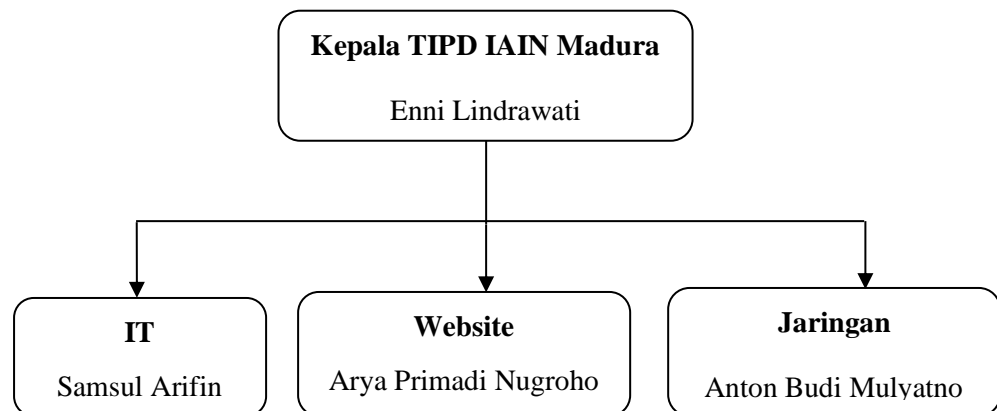 Kepala TIPD IAIN Madura
Enni Lindrawati
IT
Samsul Arifin
Website
Arya Primadi Nugroho
Jaringan
Anton Budi Mulyatno